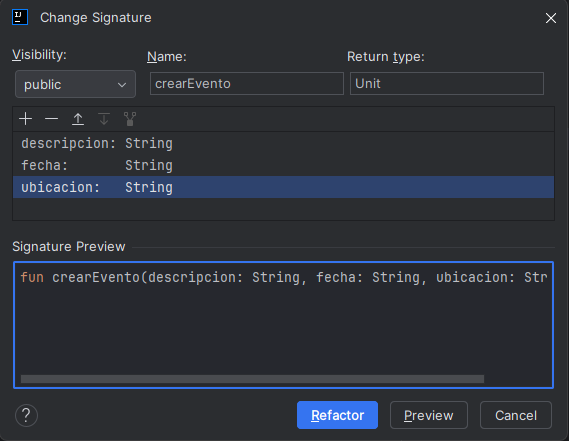 Change Signature
Visibility: Name: Return type:
public crearEvento Unit
descripcion: String
fecha: String
ubicacion: String
Signature Preview
fun crearEvento(descripcion: String, fecha: String, ubicacion: Str
? Refactor Preview Cancel